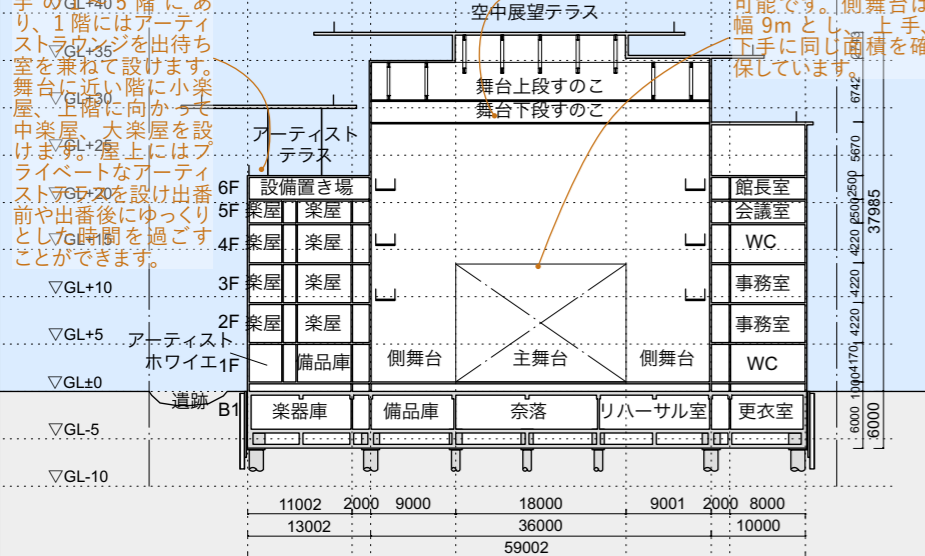 ▽GL+40
▽GL+35
▽GL+30
▽GL+25
▽GL+20
▽GL+15
▽GL+10
▽GL+5
▽GL±0
▽GL-5
▽GL-10
り、1階にはアーティ
ストラウンジを出待ち
室を兼ねて設けます。
舞台に近い階に小楽
屋、上階に向かって
中楽屋、大楽屋を設
けます。屋上にはプ
ライベートなアーティ
ストテラスを設け出番
前や出番後にゆっくり
とした時間を過ごす
ことができます。
空中展望テラス
可能です。側舞台は
幅9mとし、上手、
下手に同じ面積を確
保しています。
舞台上段すのこ
舞台下段すのこ
アーティスト
テラス
6F 設備置き場 館長室
5F 楽屋 楽屋 会議室
4F 楽屋 楽屋 WC
3F 楽屋 楽屋 事務室
2F 楽屋 楽屋 事務室
アーティスト
ホワイエ 1F 備品庫 側舞台 主舞台 側舞台 WC
遺跡 B1 楽器庫 備品庫 奈落 リハーサル室 更衣室
6742
5670
2500
2500
4220
4220
4220
4170
1000
6000
37985
6000
11002 2000 9000 18000 9001 2000 8000
13002 36000 10000
59002